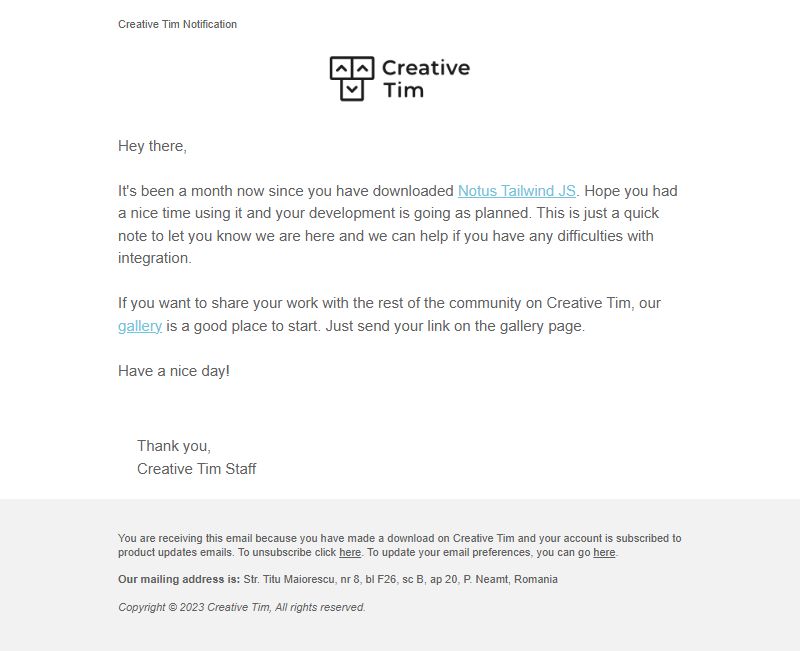 Creative Tim Notification
Creative
Tim
Hey there,
It's been a month now since you have downloaded Notus Tailwind JS. Hope you had
a nice time using it and your development is going as planned. This is just a quick
note to let you know we are here and we can help if you have any difficulties with
integration.
If you want to share your work with the rest of the community on Creative Tim, our
gallery is a good place to start. Just send your link on the gallery page.
Have a nice day!
Thank you,
Creative Tim Staff
You are receiving this email because you have made a download on Creative Tim and your account is subscribed to
product updates emails. To unsubscribe click here. To update your email preferences, you can go here.
Our mailing address is: Str. Titu Maiorescu, nr 8, bl F26, sc B, ap 20, P. Neamt, Romania
Copyright © 2023 Creative Tim, All rights reserved.